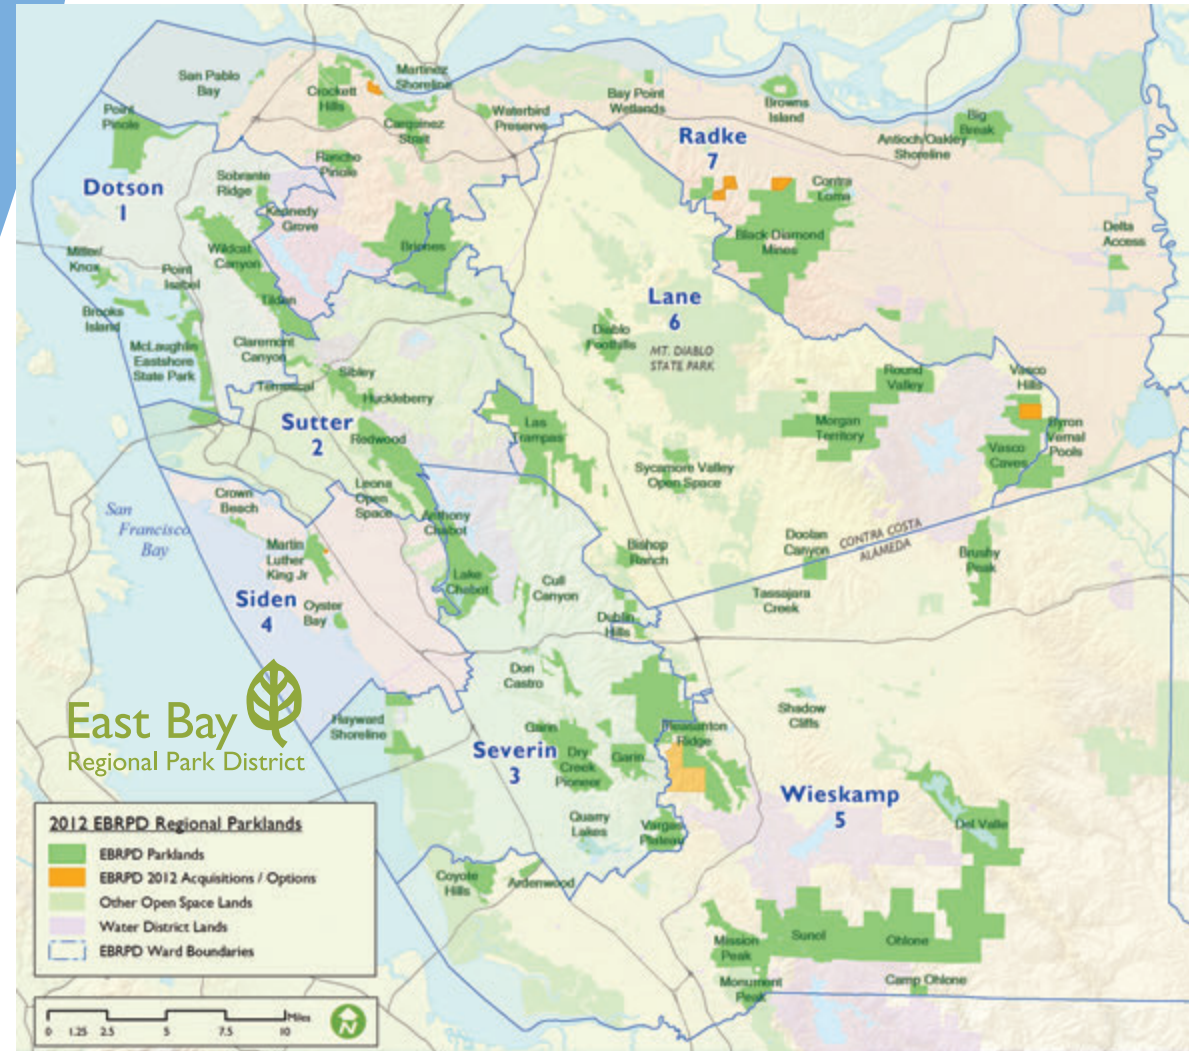 San Pablo
Bay
Crockett
Hills
Martinez
Shoreline
Carquinez
Strait
Waterbird
Preserve
Bay Point
Wetlands
Browns
Island
Big
Break
Antioch/Oakley
Shoreline
Point
Pinole
Radke
7
Rancho
Pinole
Sobrante
Ridge
Dotson
1
Kennedy
Grove
Contra
Loma
Black Diamond
Mines
Delta
Access
Briones
Wildcat
Canyon
Miller/
Knox
Point
Isabel
Tilden
Brooks
Island
Lane
6
Diablo
Foothills
MT. DIABLO
STATE PARK
McLaughlin
Eastshore
State Park
Claremont
Canyon
Temescal
Sibley
Huckleberry
Round
Valley
Vasco
Hills
Sutter
2
Las
Trampas
Morgan
Territory
Byron
Vernal
Pools
Vasco
Caves
Redwood
Sycamore Valley
Open Space
Leona
Open
Space
Crown
Beach
San
Francisco
Bay
Anthony
Chabot
Martin
Luther
King Jr
Bishop
Ranch
Doolan
Canyon
CONTRA COSTA
ALAMEDA
Brushy
Peak
Lake
Chabot
Cull
Canyon
Tassajara
Creek
Siden
4
Oyster
Bay
Dublin
Hills
Don
Castro
Shadow
Cliffs
Hayward
Shoreline
Garin
Pleasanton
Ridge
Severin
3
Dry
Creek
Pioneer
Garin
Wieskamp
5
Quarry
Lakes
Vargas
Plateau
Del Valle
Coyote
Hills
Ardenwood
Sunol
Ohlone
Mission
Peak
Monument
Peak
Camp Ohlone
East Bay
Regional Park District
2012 EBRPD Regional Parklands
EBRPD Parklands
EBRPD 2012 Acquisitions / Options
Other Open Space Lands
Water District Lands
EBRPD Ward Boundaries
Miles
0 1.25 2.5 5 7.5 10
N